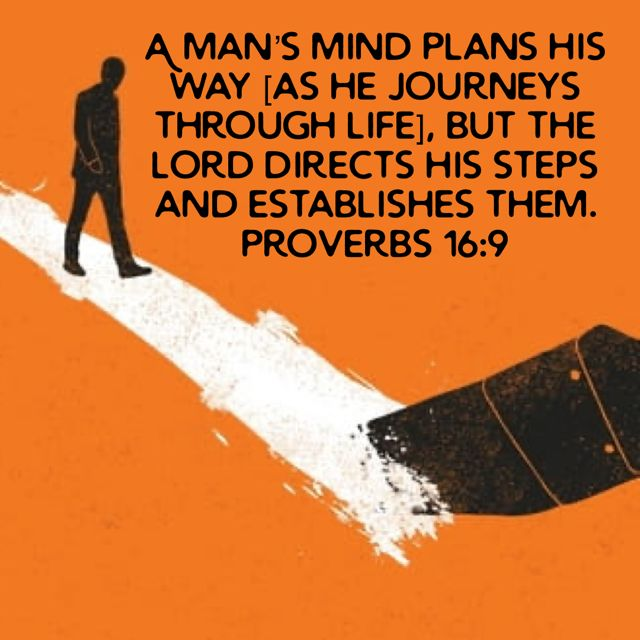 A MAN'S MIND PLANS HIS
WAY [AS HE JOURNEYS
THROUGH LIFE], BUT THE
LORD DIRECTS HIS STEPS
AND ESTABLISHES THEM.
PROVERBS 16:9